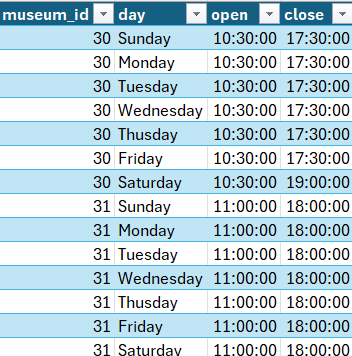 museum_id day open close
30 Sunday 10:30:00 17:30:00
30 Monday 10:30:00 17:30:00
30 Tuesday 10:30:00 17:30:00
30 Wednesday 10:30:00 17:30:00
30 Thusday 10:30:00 17:30:00
30 Friday 10:30:00 17:30:00
30 Saturday 10:30:00 19:00:00
31 Sunday 11:00:00 18:00:00
31 Monday 11:00:00 18:00:00
31 Tuesday 11:00:00 18:00:00
31 Wednesday 11:00:00 18:00:00
31 Thusday 11:00:00 18:00:00
31 Friday 11:00:00 18:00:00
31 Saturday 11:00:00 18:00:00